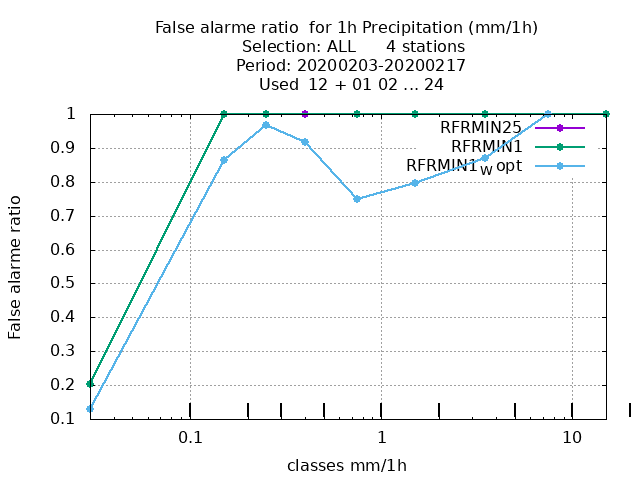 False alarme ratio  for 1h Precipitation (mm/1h)
Selection: ALL      4 stations
Period: 20200203-20200217
Used  12 + 01 02 ... 24
1
0.9
0.8
0.7
0.6
0.5
0.4
0.3
0.2
0.1
False alarme ratio
RFRMIN25
RFRMIN1
RFRMIN1W opt
0.1
1
10
classes mm/1h